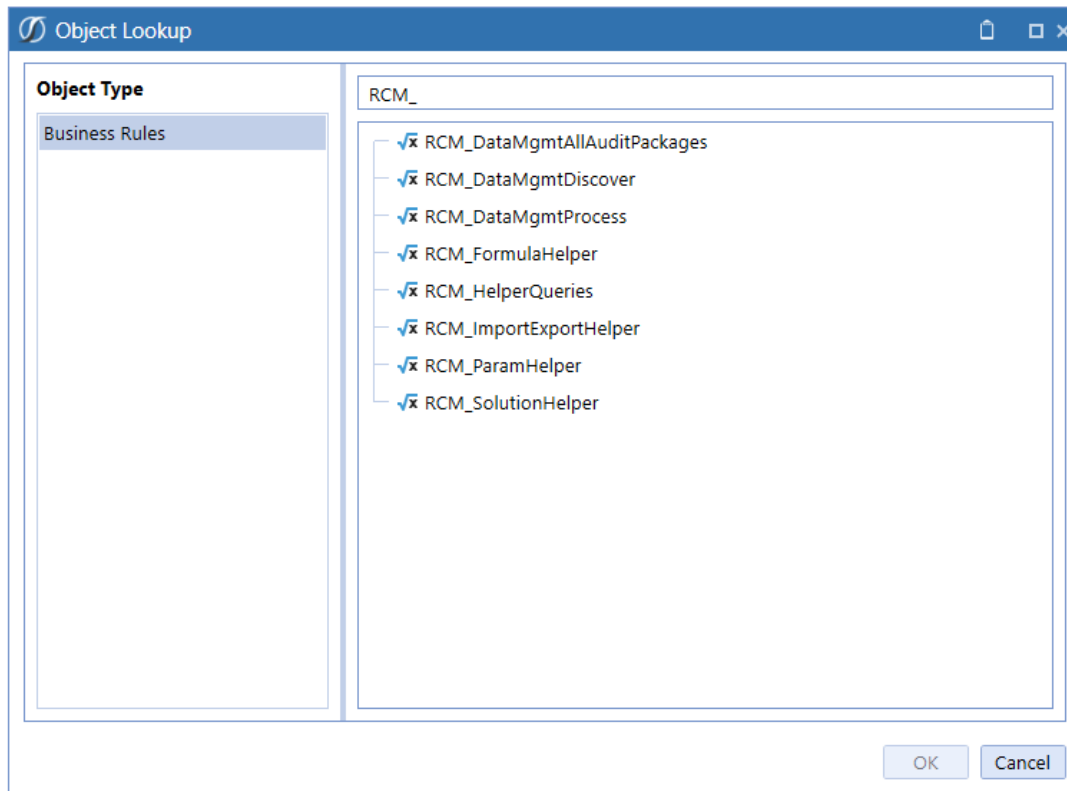 Object Lookup
Object Type
Business Rules
RCM_
RCM_DataMgmtAllAuditPackages
RCM_DataMgmtDiscover
RCM_DataMgmtProcess
RCM_FormulaHelper
RCM_HelperQueries
RCM_ImportExportHelper
RCM_ParamHelper
RCM_SolutionHelper
OK
Cancel